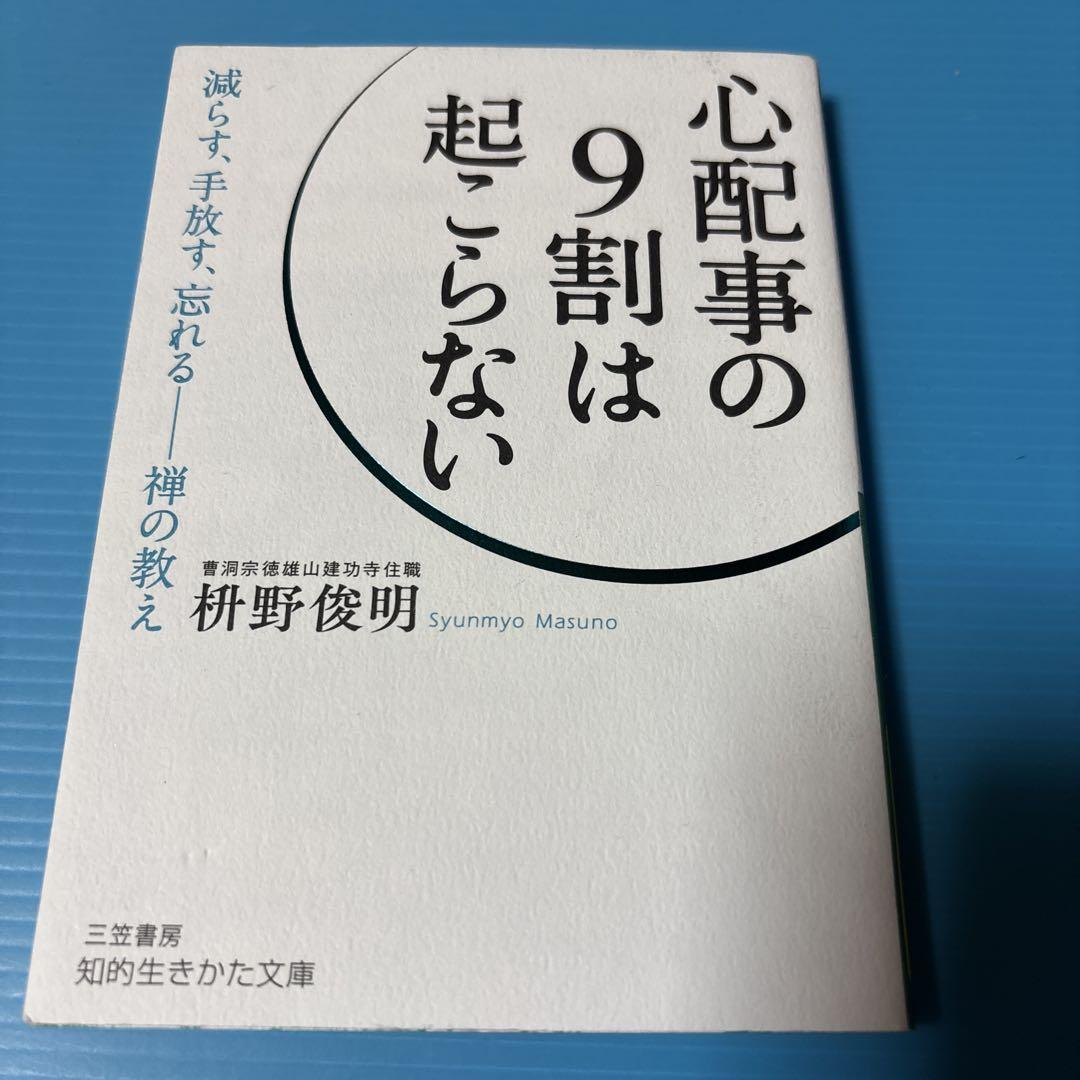 心配事の
9割は
起こらない
減らす、手放す、忘れる――禅の教え
曹洞宗徳雄山建功寺住職
枡野俊明 Syunmyo Masuno
三笠書房
知的生きかた文庫